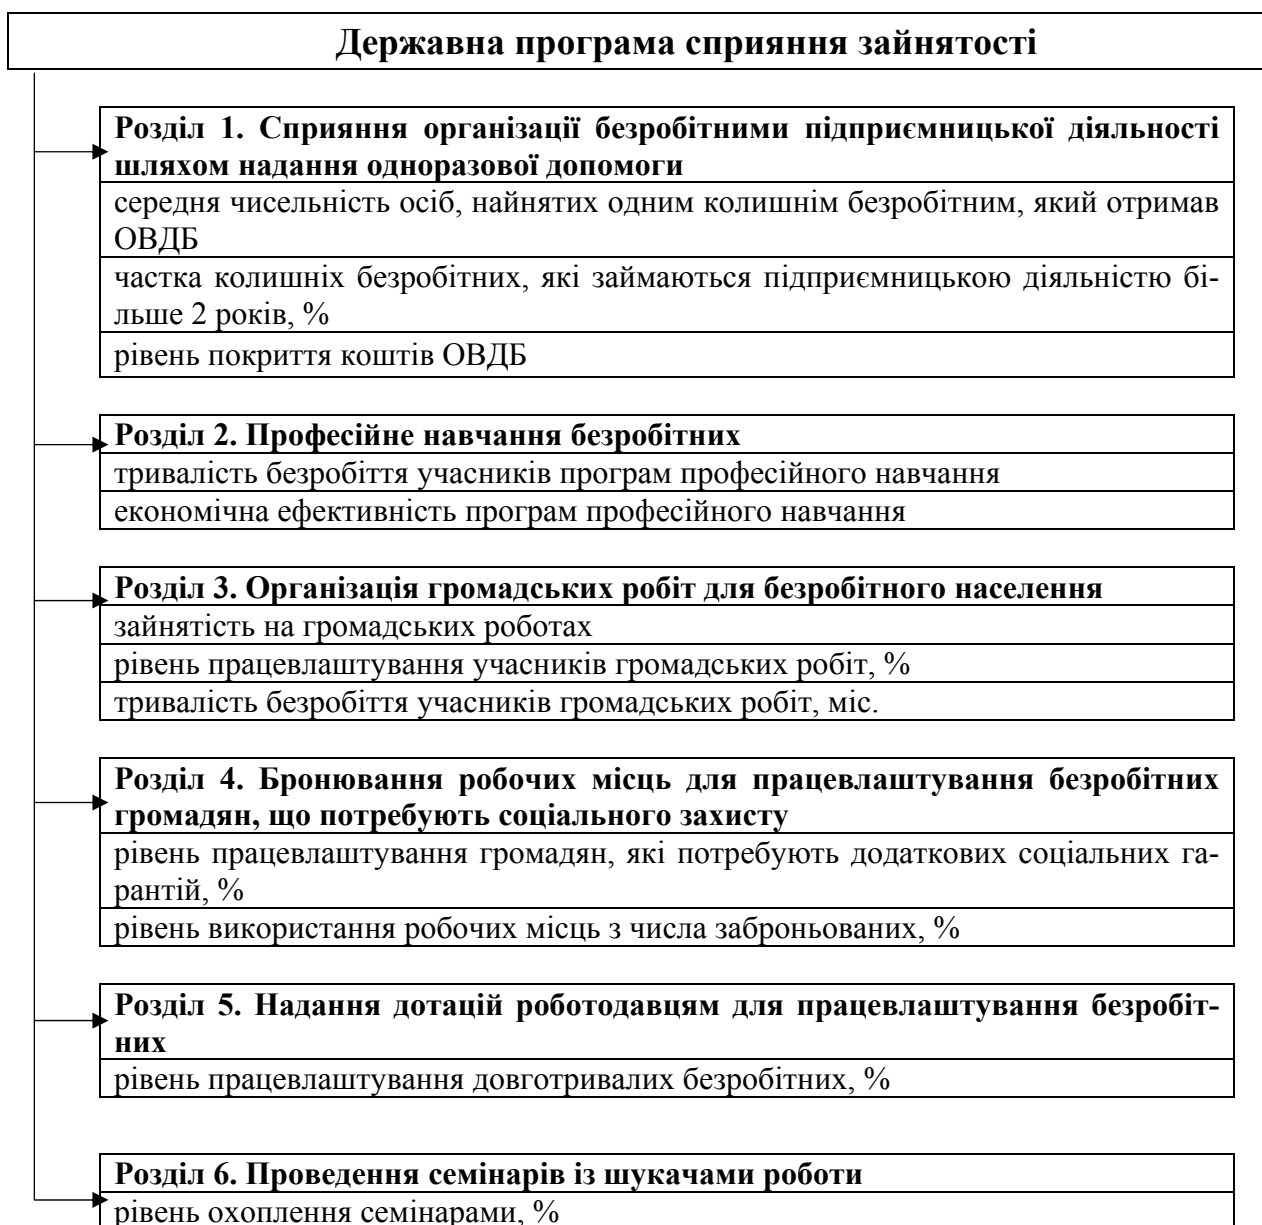 Державна програма сприяння зайнятості
Розділ 1. Сприяння організації безробітними підприємницької діяльності
шляхом надання одноразової допомоги
середня чисельність осіб, найнятих одним колишнім безробітним, який отримав
ОВДБ
частка колишніх безробітних, які займаються підприємницькою діяльністю бі-
льше 2 років, %
рівень покриття коштів ОВДБ
Розділ 2. Професійне навчання безробітних
тривалість безробіття учасників програм професійного навчання
економічна ефективність програм професійного навчання
Розділ 3. Організація громадських робіт для безробітного населення
зайнятість на громадських роботах
рівень працевлаштування учасників громадських робіт, %
тривалість безробіття учасників громадських робіт, міс.
Розділ 4. Бронювання робочих місць для працевлаштування безробітних
громадян, що потребують соціального захисту
рівень працевлаштування громадян, які потребують додаткових соціальних га-
рантій, %
рівень використання робочих місць з числа заброньованих, %
Розділ 5. Надання дотацій роботодавцям для працевлаштування безробіт-
них
рівень працевлаштування довготривалих безробітних, %
Розділ 6. Проведення семінарів із шукачами роботи
рівень охоплення семінарами, %